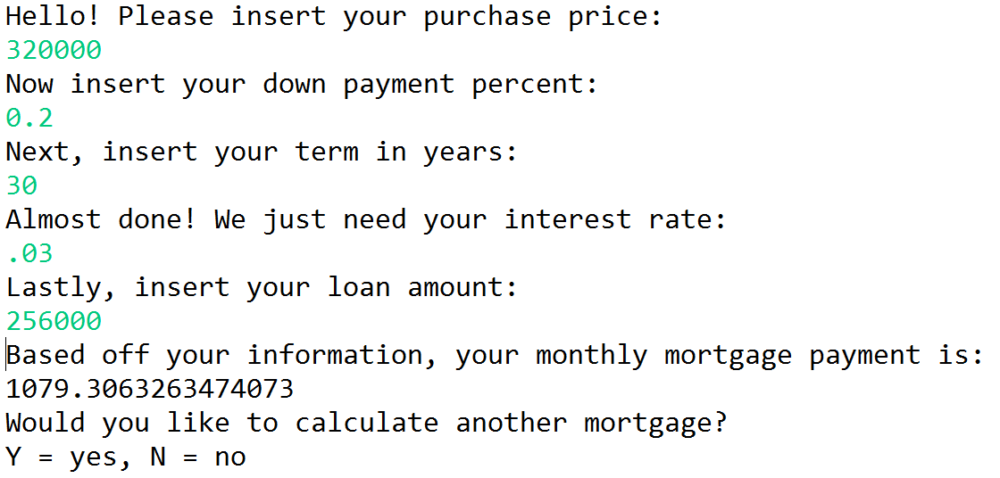 Hello! Please insert your purchase price:
320000
Now insert your down payment percent:
0.2
Next, insert your term in years:
30
Almost done! We just need your interest rate:
.03
Lastly, insert your loan amount:
256000
Based off your information, your monthly mortgage payment is:
1079.3063263474073
Would you like to calculate another mortgage?
Y = yes, N = no